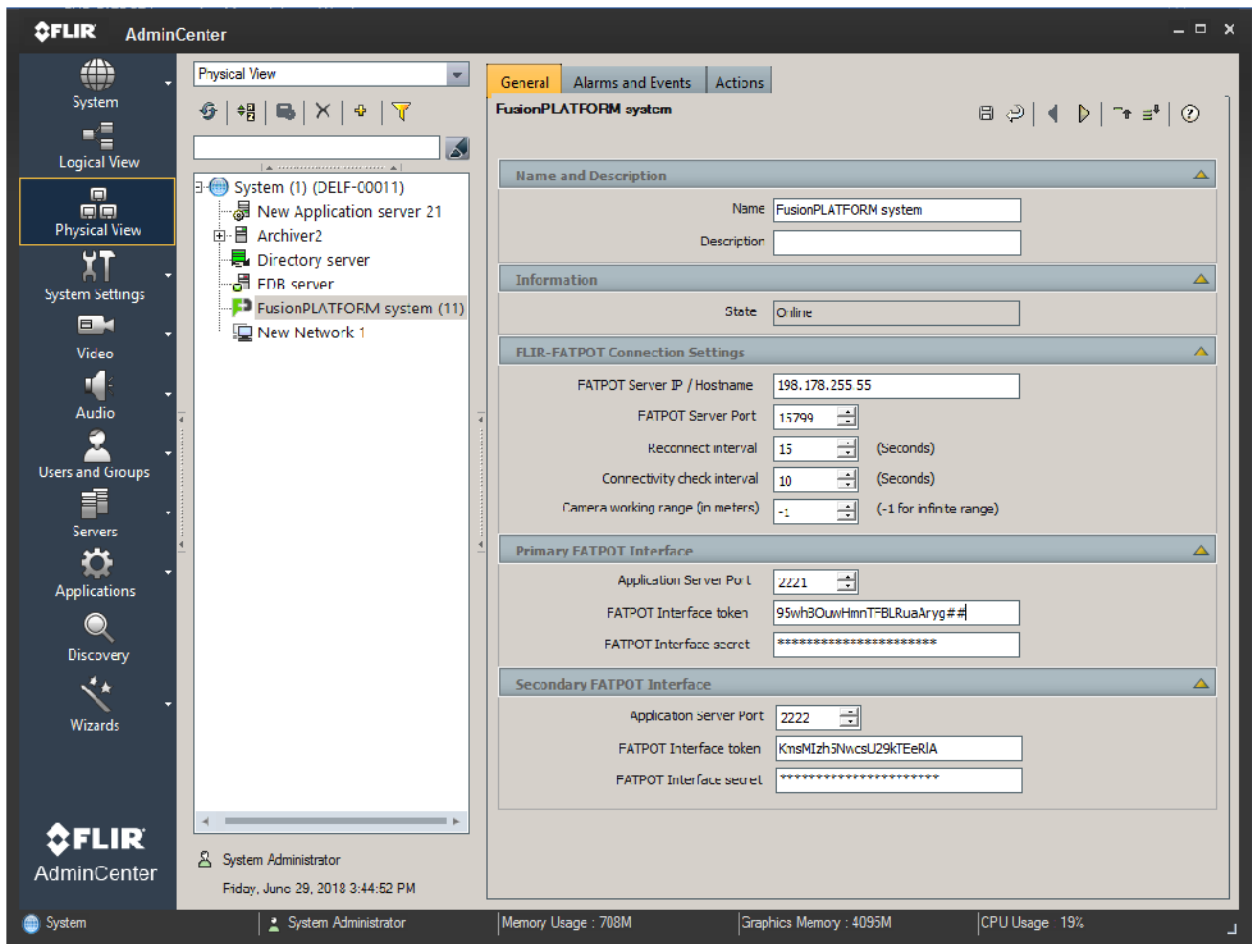 FLIR AdminCenter
System
Logical View
Physical View
System Settings
Video
Audio
Users and Groups
Servers
Applications
Discovery
Wizards
FLIR
AdminCenter
Physical View
System (1) (DELF-00011)
New Application server 21
Archiver2
Directory server
EDB server
FusionPLATFORM system (11)
New Network 1
System Administrator
Friday, June 29, 2018 3:44:52 PM
General Alarms and Events Actions
FusionPLATFORM system
Name and Description
Name FusionPLATFORM system
Description
Information
State Online
FLIR-FATPOT Connection Settings
FATPOT Server IP / Hostname 198.178.255.55
FATPOT Server Port 15799
Reconnect interval 15 (Seconds)
Connectivity check interval 10 (Seconds)
Camera working range (in meters) -1 (-1 for infinite range)
Primary FATPOT Interface
Application Server Port 2221
FATPOT Interface token
FATPOT Interface secret **********************
Secondary FATPOT Interface
Application Server Port 2222
FATPOT Interface token
FATPOT Interface secret **********************
System System Administrator Memory Usage : 708M Graphics Memory : 4095M CPU Usage 19%